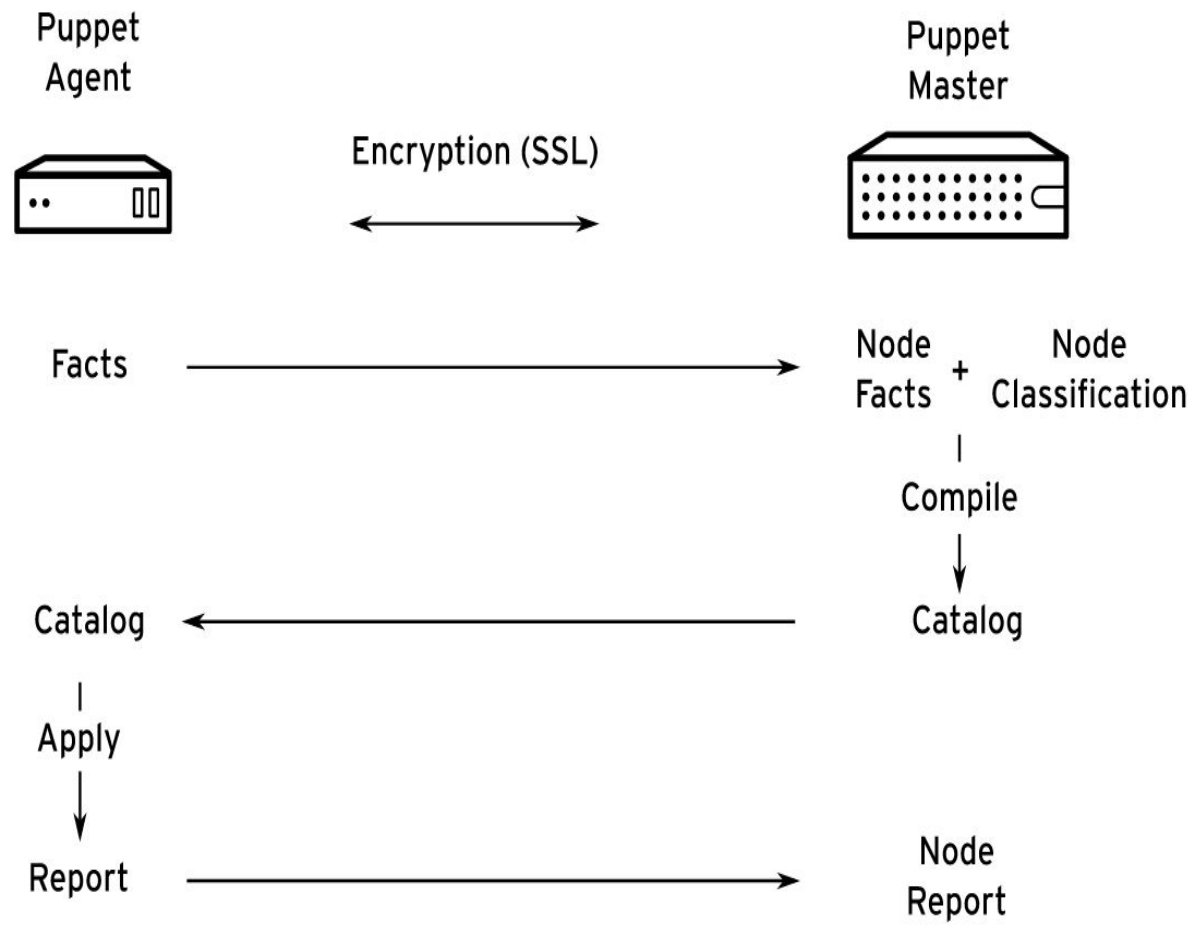 Puppet
Agent
Puppet
Master
Encryption (SSL)
Facts
Node
Facts
+
Node
Classification
Compile
Catalog
Catalog
Apply
Report
Node
Report